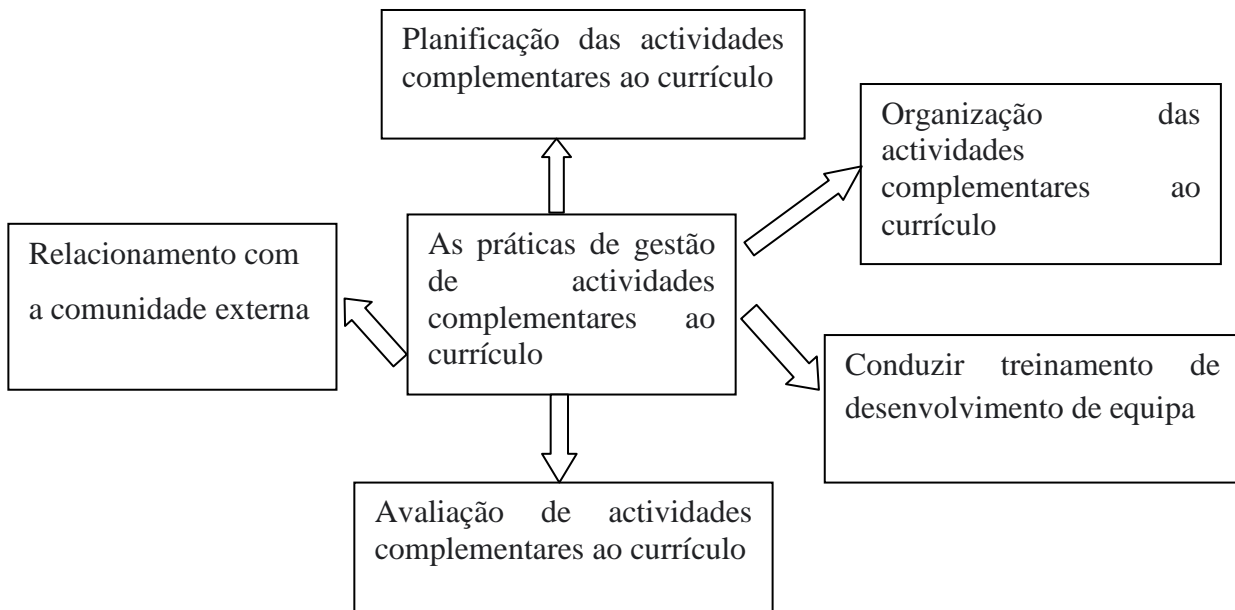 Planificação das actividades
complementares ao currículo
Organização das
actividades
complementares ao
currículo
Relacionamento com
a comunidade externa
As práticas de gestão
de actividades
complementares ao
currículo
Conduzir treinamento de
desenvolvimento de equipa
Avaliação de actividades
complementares ao currículo